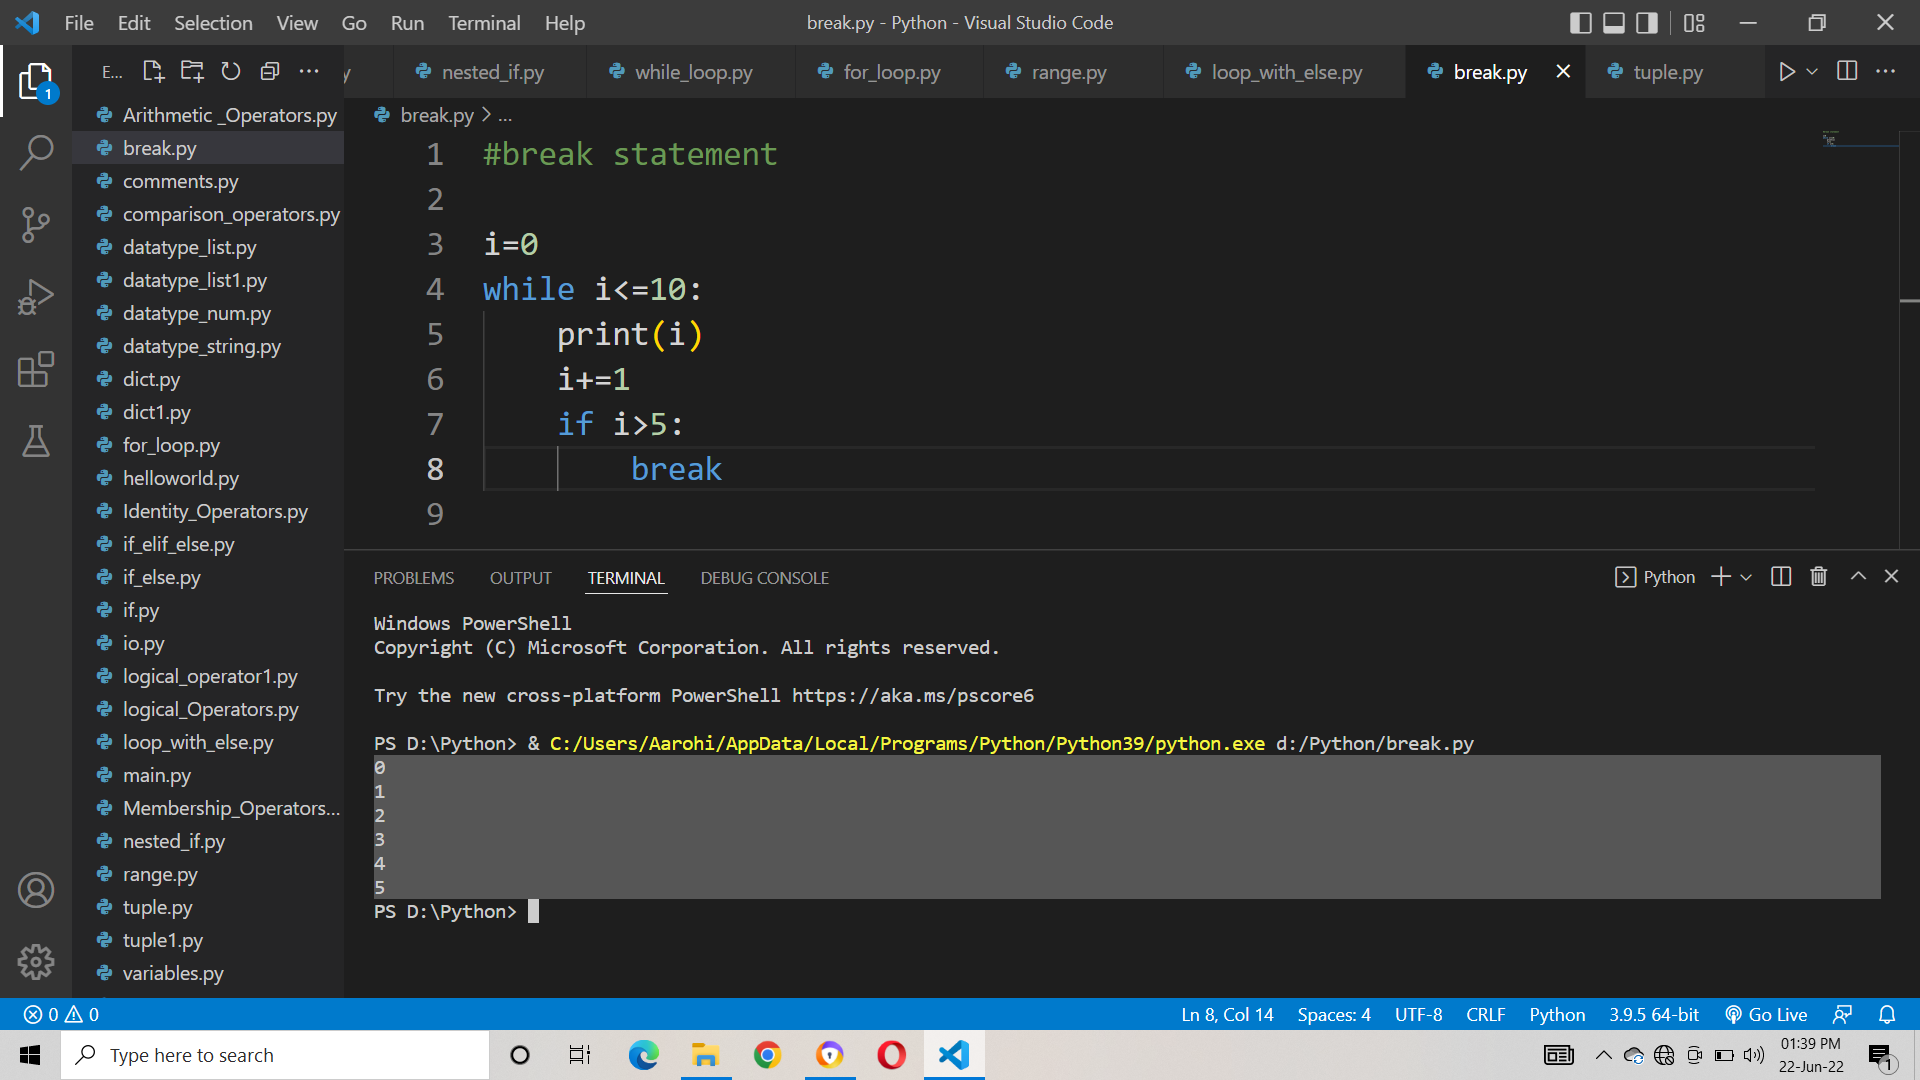 File Edit Selection View Go Run Terminal Help
break.py - Python - Visual Studio Code
E...
nested_if.py
while_loop.py
for_loop.py
range.py
loop_with_else.py
break.py
tuple.py
1
Arithmetic _Operators.py
break.py
comments.py
comparison_operators.py
datatype_list.py
datatype_list1.py
datatype_num.py
datatype_string.py
dict.py
dict1.py
for_loop.py
helloworld.py
Identity_Operators.py
if_elif_else.py
if_else.py
if.py
io.py
logical_operator1.py
logical_Operators.py
loop_with_else.py
main.py
Membership_Operators...
nested_if.py
range.py
tuple.py
tuple1.py
variables.py
break.py > ...
1 #break statement
2
3 i=0
4 while i<=10:
5     print(i)
6     i+=1
7     if i>5:
8         break
9
PROBLEMS OUTPUT TERMINAL DEBUG CONSOLE
Python
Windows PowerShell
Copyright (C) Microsoft Corporation. All rights reserved.
Try the new cross-platform PowerShell https://aka.ms/pscore6
PS D:\Python> & C:/Users/Aarohi/AppData/Local/Programs/Python/Python39/python.exe d:/Python/break.py
0
1
2
3
4
5
PS D:\Python>
0 0
Ln 8, Col 14 Spaces: 4 UTF-8 CRLF Python 3.9.5 64-bit Go Live
Type here to search
01:39 PM
22-Jun-22
1